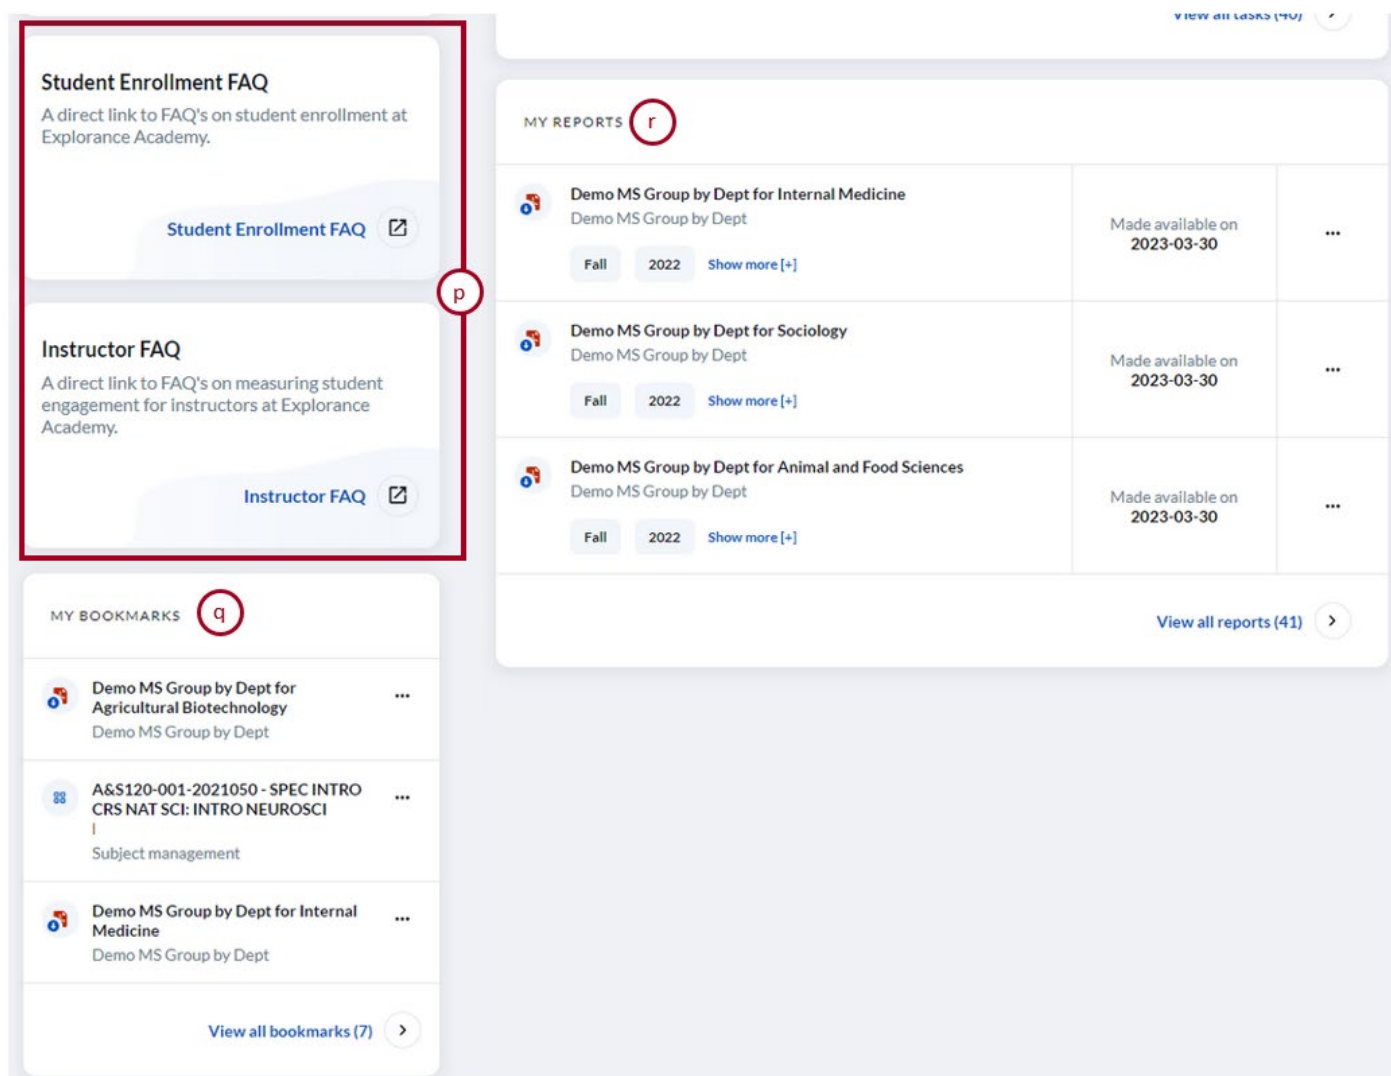 Student Enrollment FAQ
A direct link to FAQ's on student enrollment at
Explorance Academy.
Student Enrollment FAQ
p
Instructor FAQ
A direct link to FAQ's on measuring student
engagement for instructors at Explorance
Academy.
Instructor FAQ
MY BOOKMARKS
q
Demo MS Group by Dept for
Agricultural Biotechnology
Demo MS Group by Dept
...
A&S120-001-2021050 - SPEC INTRO
CRS NAT SCI: INTRO NEUROSCI
|
Subject management
...
Demo MS Group by Dept for Internal
Medicine
Demo MS Group by Dept
...
View all bookmarks (7)
View all tasks (40)
MY REPORTS
r
Demo MS Group by Dept for Internal Medicine
Demo MS Group by Dept
Fall 2022 Show more [+]
Made available on
2023-03-30
...
Demo MS Group by Dept for Sociology
Demo MS Group by Dept
Fall 2022 Show more [+]
Made available on
2023-03-30
...
Demo MS Group by Dept for Animal and Food Sciences
Demo MS Group by Dept
Fall 2022 Show more [+]
Made available on
2023-03-30
...
View all reports (41)